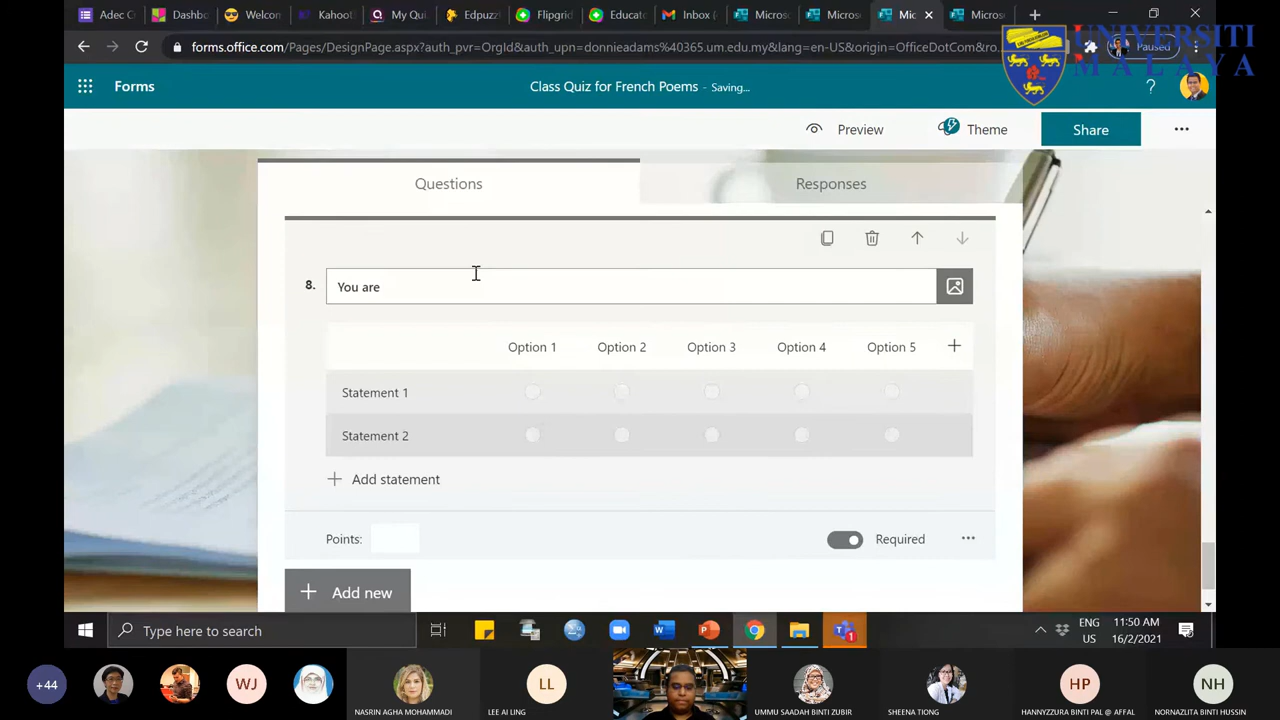 Adec C
Dashbo
Welcon
Kahoot
My Qui
Edpuzz
Flipgrid
Educate
Inbox (
Micros
Micros
Mic
Micros
forms.office.com/Pages/DesignPage.aspx?auth_pvr=OrgId&auth_upn=donnieadams%40365.um.edu.my&lang=en-US&origin=OfficeDotCom&ro...
Paused
UNIVERSITI
MALAYA
Forms
Class Quiz for French Poems - Saving...
?
Preview
Theme
Share
Questions
Responses
8.
You are
Option 1 Option 2 Option 3 Option 4 Option 5
Statement 1
Statement 2
Add statement
Points:
Required
Add new
Type here to search
ENG
US
11:50 AM
16/2/2021
+44
WJ
NASRIN AGHA MOHAMMADI
LL
LEE AI LING
UMMU SAADAH BINTI ZUBIR
SHEENA TIONG
HP
HANNYZZURA BINTI PAL @ AFFAL
NH
NORNAZLITA BINTI HUSSIN